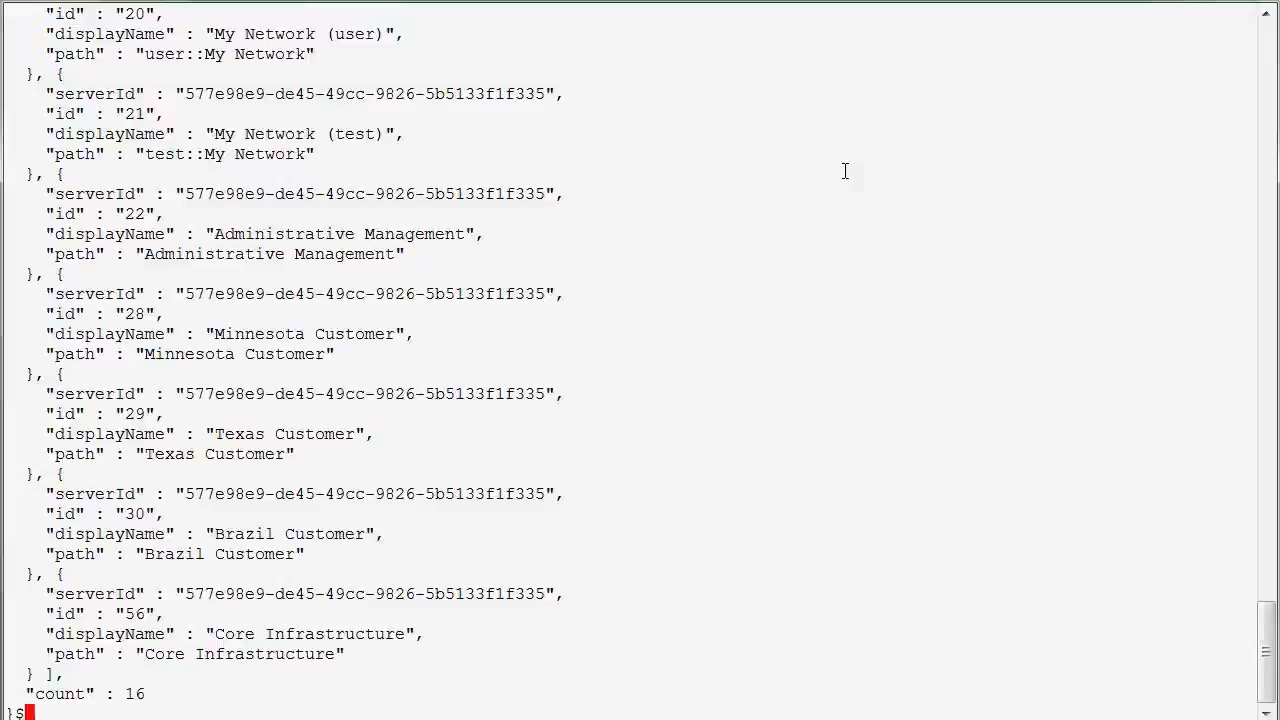 "id" : "20",
"displayName" : "My Network (user)",
"path" : "user::My Network"
}, {
"serverId" : "577e98e9-de45-49cc-9826-5b5133f1f335",
"id" : "21",
"displayName" : "My Network (test)",
"path" : "test::My Network"
}, {
"serverId" : "577e98e9-de45-49cc-9826-5b5133f1f335",
"id" : "22",
"displayName" : "Administrative Management",
"path" : "Administrative Management"
}, {
"serverId" : "577e98e9-de45-49cc-9826-5b5133f1f335",
"id" : "28",
"displayName" : "Minnesota Customer",
"path" : "Minnesota Customer"
}, {
"serverId" : "577e98e9-de45-49cc-9826-5b5133f1f335",
"id" : "29",
"displayName" : "Texas Customer",
"path" : "Texas Customer"
}, {
"serverId" : "577e98e9-de45-49cc-9826-5b5133f1f335",
"id" : "30",
"displayName" : "Brazil Customer",
"path" : "Brazil Customer"
}, {
"serverId" : "577e98e9-de45-49cc-9826-5b5133f1f335",
"id" : "56",
"displayName" : "Core Infrastructure",
"path" : "Core Infrastructure"
} ],
"count" : 16
}$